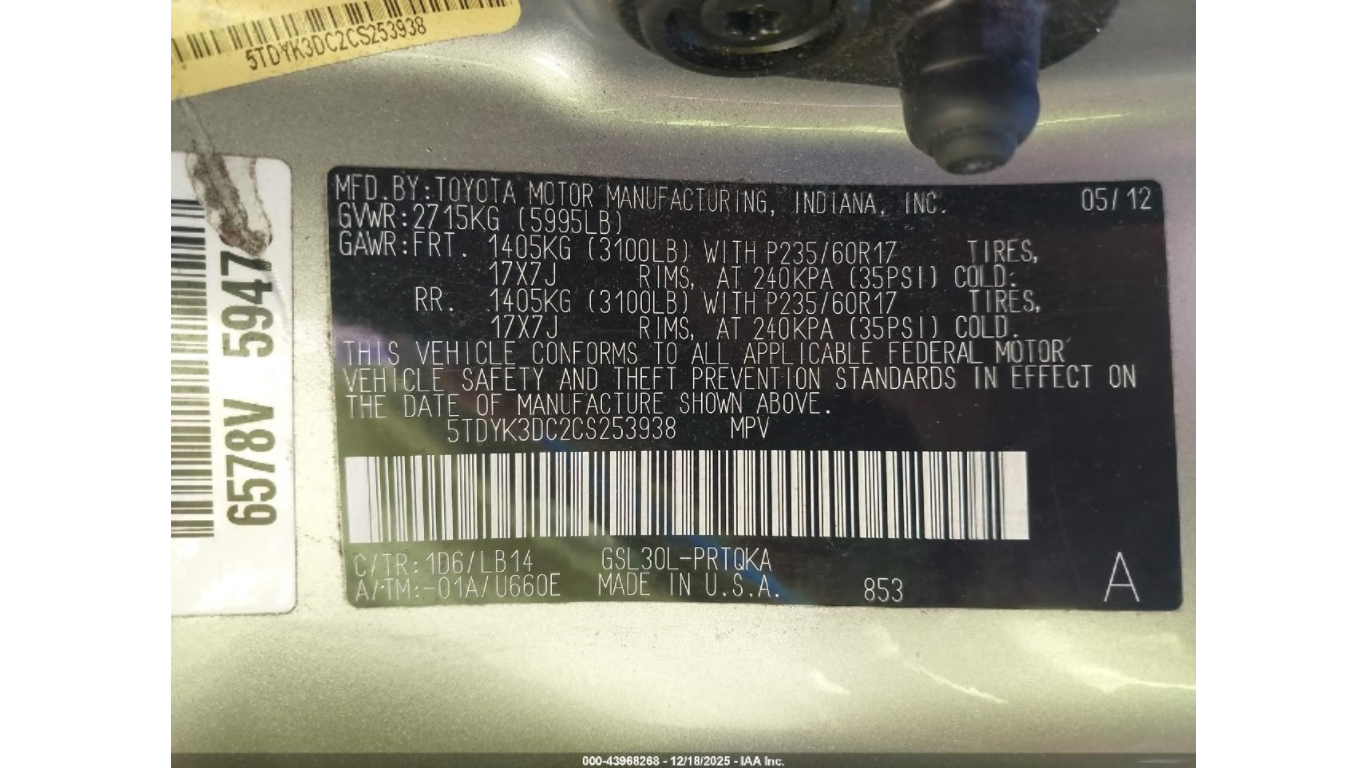 5TDYK3DC2CS253938
6578V 5947
MFD.BY:TOYOTA MOTOR MANUFACTURING, INDIANA, INC. 05/12
GVWR:2715KG (5995LB)
GAWR:FRT. 1405KG (3100LB) WITH P235/60R17 TIRES,
17X7J RIMS, AT 240KPA (35PSI) COLD:
RR. 1405KG (3100LB) WITH P235/60R17 TIRES,
17X7J RIMS, AT 240KPA (35PSI) COLD.
THIS VEHICLE CONFORMS TO ALL APPLICABLE FEDERAL MOTOR
VEHICLE SAFETY AND THEFT PREVENTION STANDARDS IN EFFECT ON
THE DATE OF MANUFACTURE SHOWN ABOVE.
5TDYK3DC2CS253938 MPV
C/TR:1D6/LB14 GSL30L-PRTQKA
A/TM:-01A/U660E MADE IN U.S.A. 853 A
000-43968268 - 12/18/2025 - IAA Inc.